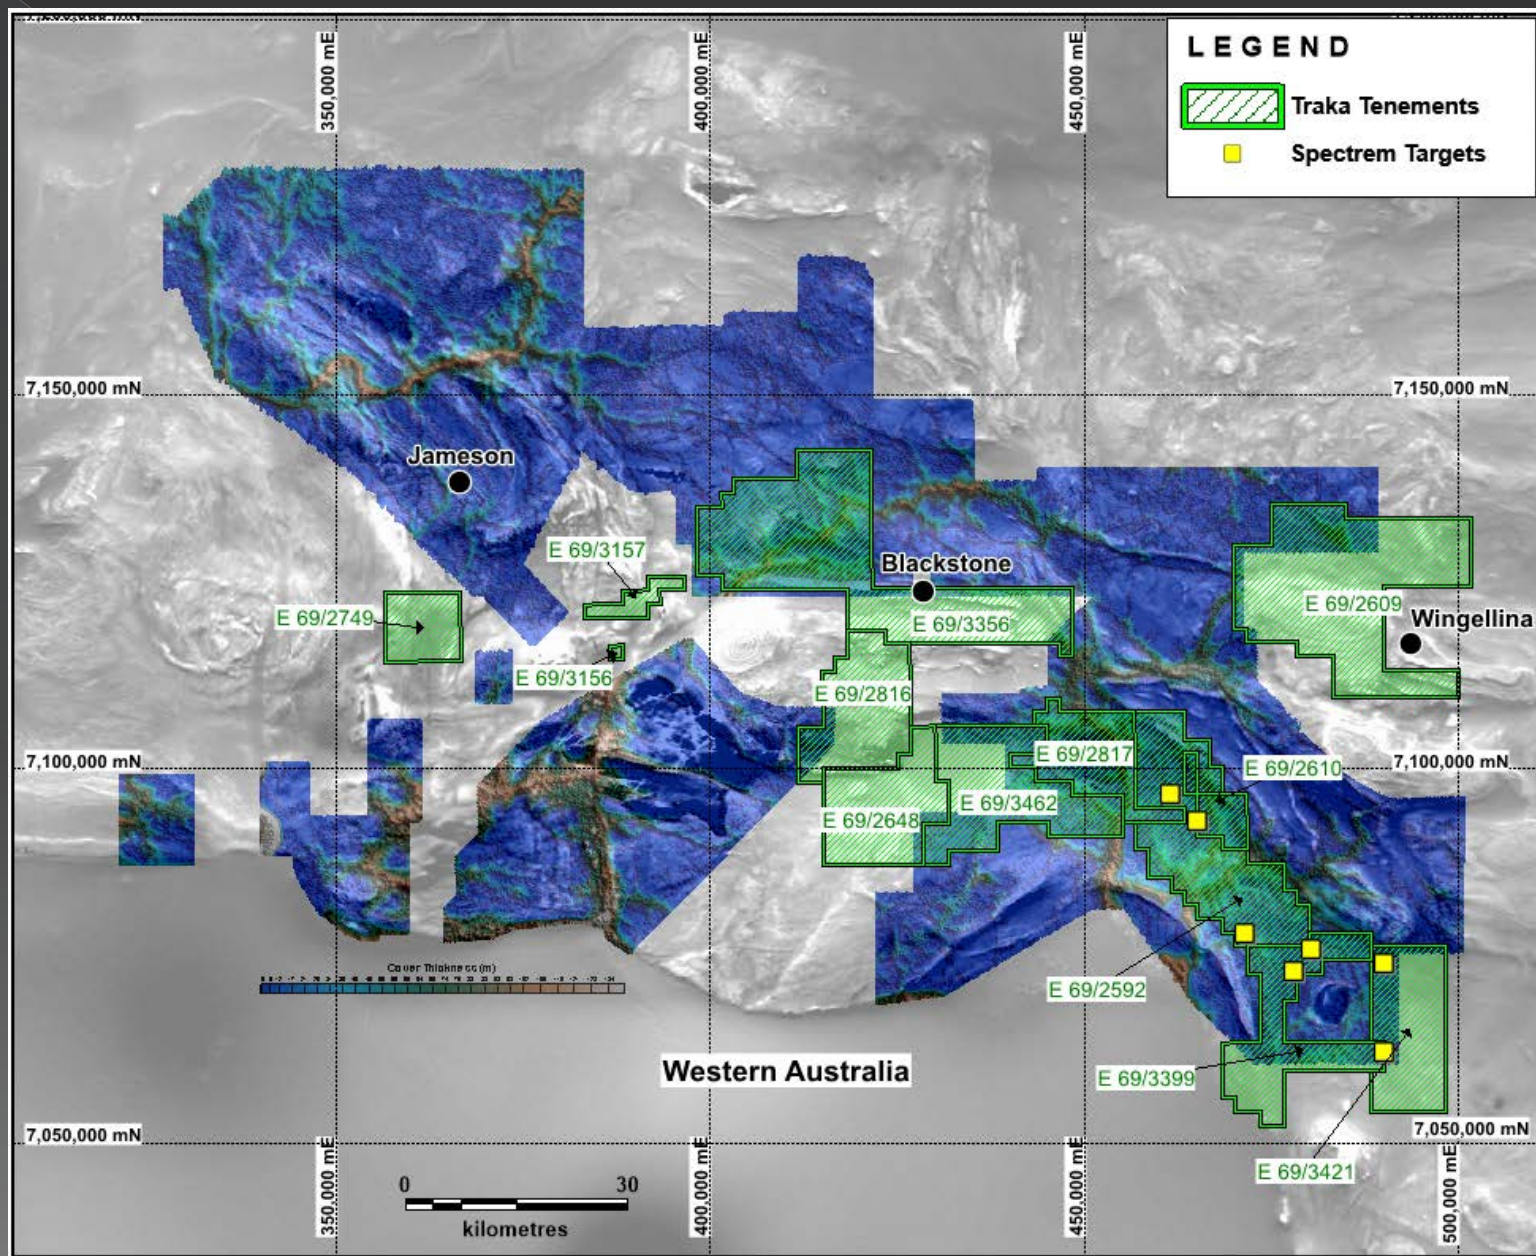 350,000 mE
400,000 mE
450,000 mE
LEGEND
Traka Tenements
Spectrem Targets
7,150,000 mN
7,150,000 mN
Jameson
E 69/3157
Blackstone
E 69/2749
E 69/3356
E 69/2609
Wingellina
E 69/3156
E 69/2816
E 69/2817
7,100,000 mN
E 69/2610
7,100,000 mN
E 69/3462
E 69/2648
Cover Thickness (m)
E 69/2592
Western Australia
E 69/3399
7,050,000 mN
7,050,000 mN
E 69/3421
0 30
kilometres
350,000 mE
400,000 mE
450,000 mE
500,000 mE